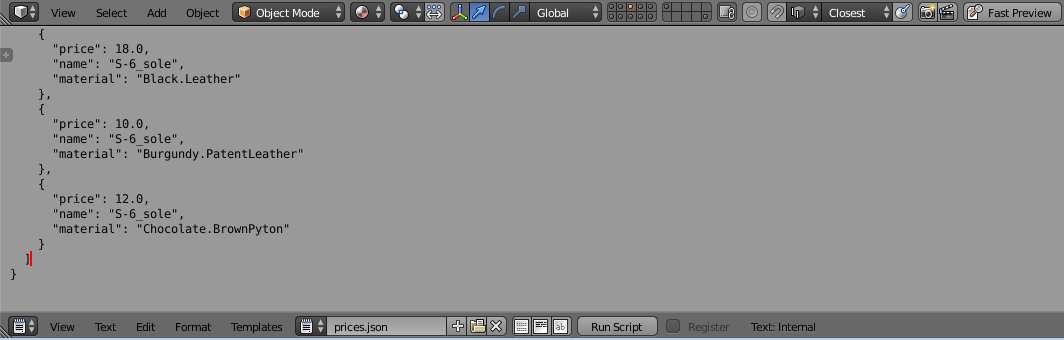 View Select Add Object Object Mode Global Closest Fast Preview
{
"price": 18.0,
"name": "S-6_sole",
"material": "Black.Leather"
},
{
"price": 10.0,
"name": "S-6_sole",
"material": "Burgundy.PatentLeather"
},
{
"price": 12.0,
"name": "S-6_sole",
"material": "Chocolate.BrownPyton"
}
]
}
View Text Edit Format Templates prices.json ab Run Script Register Text: Internal